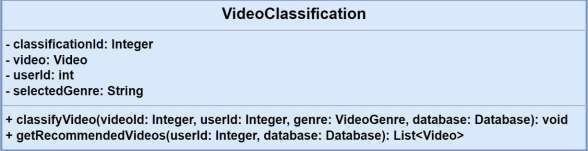 VideoClassification
- classificationId: Integer
- video: Video
- userId: int
- selectedGenre: String
+ classifyVideo(videoId: Integer, userId: Integer, genre: VideoGenre, database: Database): void
+ getRecommendedVideos(userId: Integer, database: Database): List<Video>